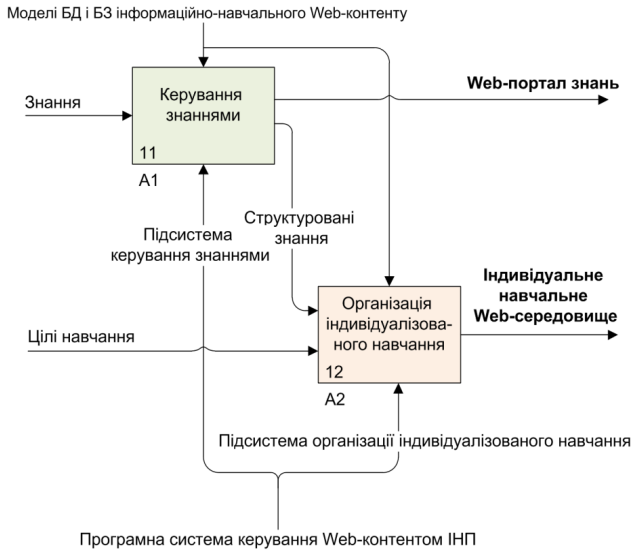 Моделі БД і БЗ інформаційно-навчального Web-контенту
Знання
Керування
знаннями
11
А1
Web-портал знань
Підсистема
керування знаннями
Структуровані
знання
Індивідуальне
навчальне
Web-середовище
Цілі навчання
Організація
індивідуалізова-
ного навчання
12
А2
Підсистема організації індивідуалізованого навчання
Програмна система керування Web-контентом ІНП